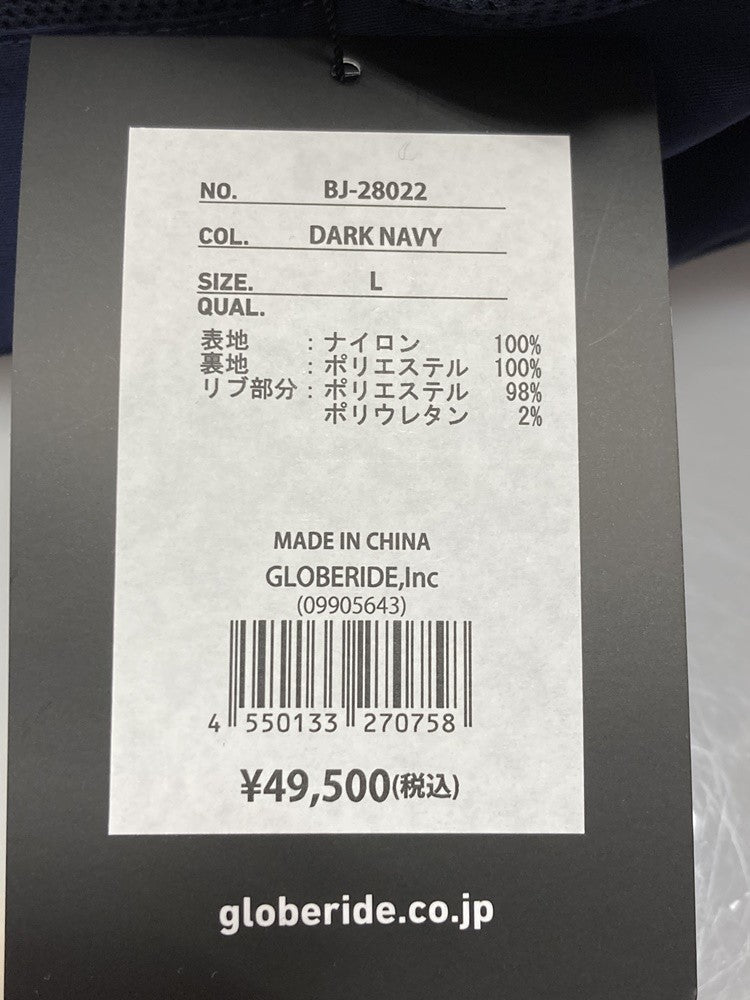 NO. BJ-28022
COL. DARK NAVY
SIZE. L
QUAL.
表地 : ナイロン 100%
裏地 : ポリエステル 100%
リブ部分 : ポリエステル 98%
ポリウレタン 2%
MADE IN CHINA
GLOBERIDE,Inc
(09905643)
4 550133 270758
¥49,500(税込)
globeride.co.jp